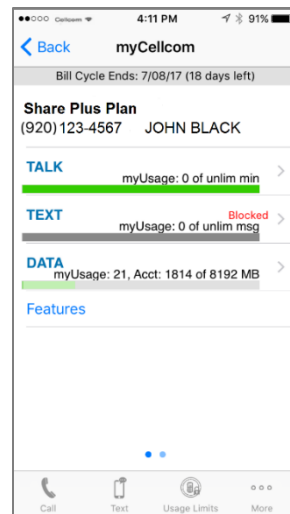 Cellcom 4:11 PM 91%
Back myCellcom
Bill Cycle Ends: 7/08/17 (18 days left)
Share Plus Plan
(920) 123-4567 JOHN BLACK
TALK
myUsage: 0 of unlim min
TEXT
Blocked
myUsage: 0 of unlim msg
DATA
myUsage: 21, Acct: 1814 of 8192 MB
Features
Call Text Usage Limits More